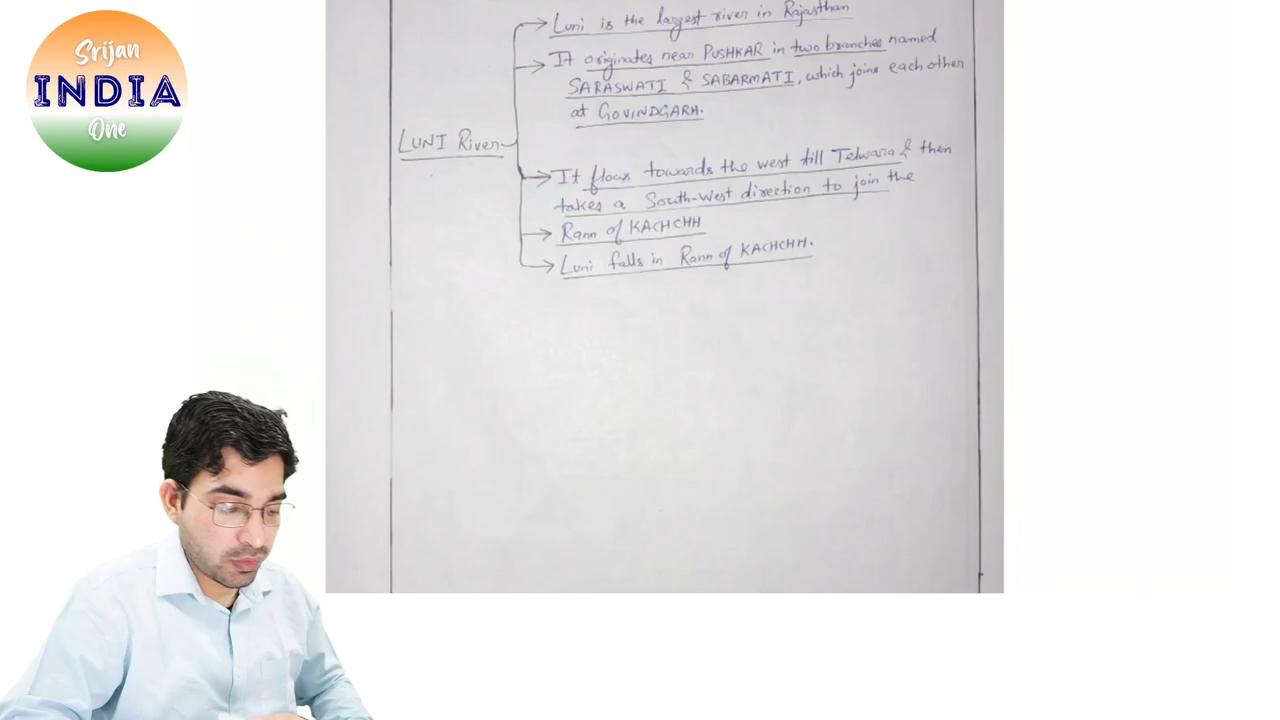 Srijan
INDIA
One
Luni is the largest river in Rajasthan
It originates near PUSHKAR in two branches named
SARASWATI & SABARMATI, which joins each other
at GOVINDGARH.
LUNI River
It flows towards the west till Telwara & then
takes a South-West direction to join the
Rann of KACHCHH
Luni falls in Rann of KACHCHH.